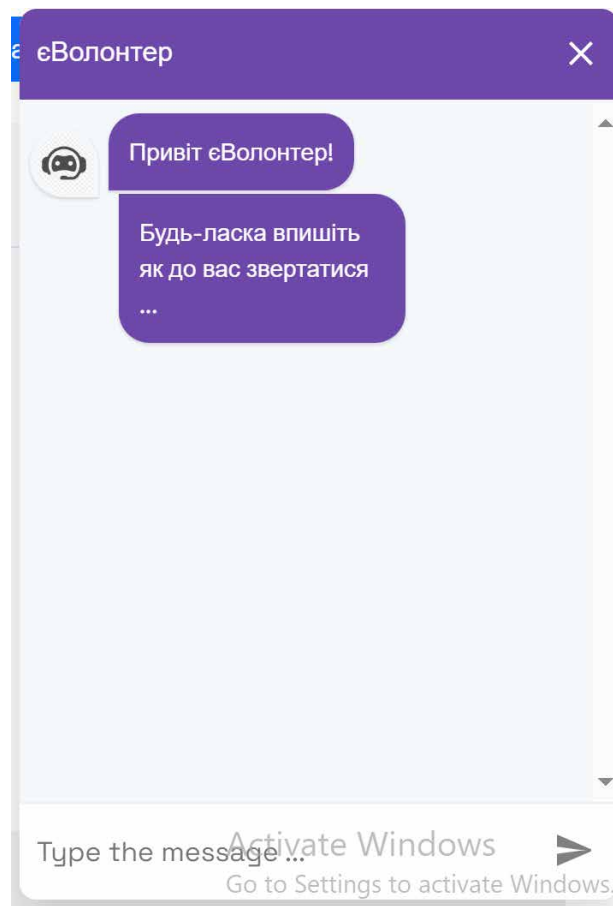 єВолонтер
Привіт єВолонтер!
Будь-ласка впишіть
як до вас звертатися
...
Type the message ...
Activate Windows
Go to Settings to activate Windows.